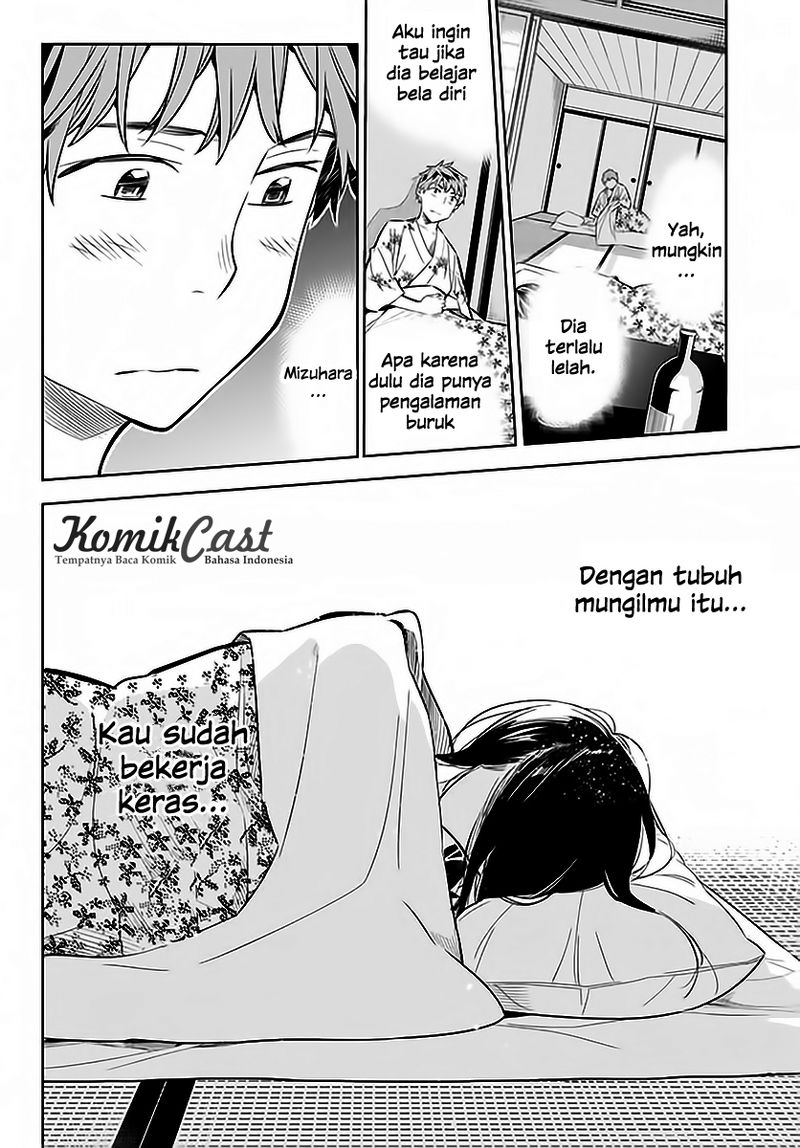 Yah,
mungkin
...
Dia
terlalu
lelah.
Aku ingin
tau jika
dia belajar
bela diri
Apa karena
dulu dia punya
pengalaman
buruk
Mizuhara
...
KomikCast
Tempatnya Baca Komik Bahasa Indonesia
Dengan tubuh
mungilmu itu...
Kau sudah
bekerja
keras...